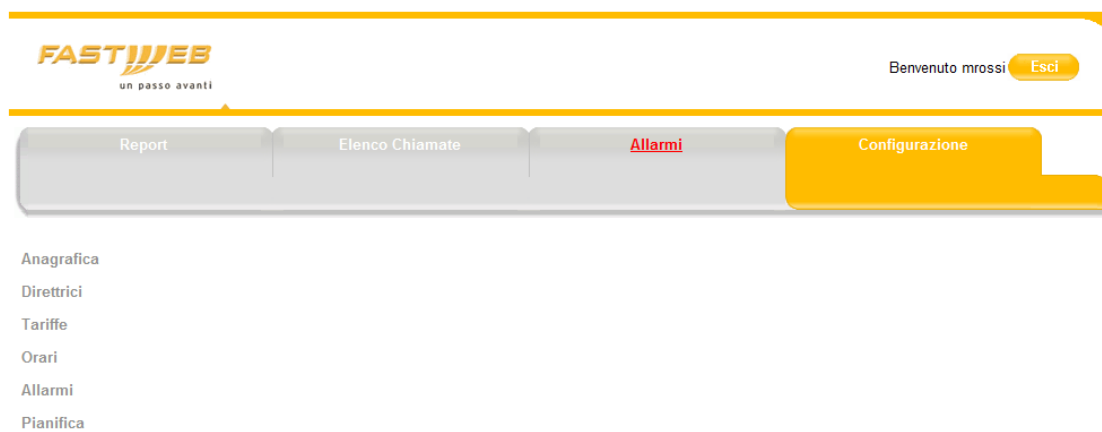 FASTWEB
un passo avanti
Benvenuto mrossi Esci
Report Elenco Chiamate Allarmi Configurazione
Anagrafica
Direttrici
Tariffe
Orari
Allarmi
Pianifica